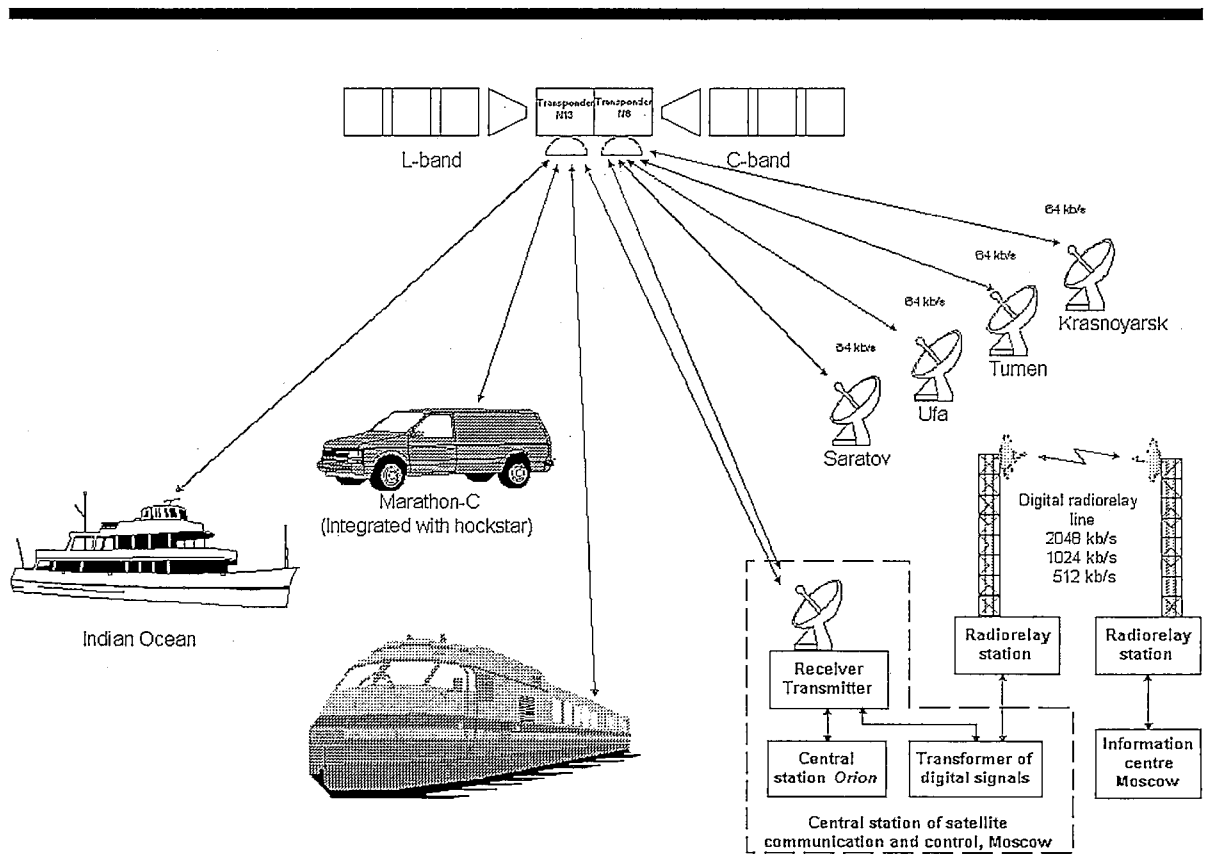 Transponder
N13
Transponder
N6
L-band
C-band
64 kb/s
64 kb/s
64 kb/s
64 kb/s
Krasnoyarsk
Tumen
Ufa
Saratov
Marathon-C
(Integrated with hockstar)
Indian Ocean
Digital radiorelay
line
2048 kb/s
1024 kb/s
512 kb/s
Radiorelay
station
Radiorelay
station
Receiver
Transmitter
Central
station Orion
Transformer of
digital signals
Information
centre
Moscow
Central station of satellite
communication and control, Moscow